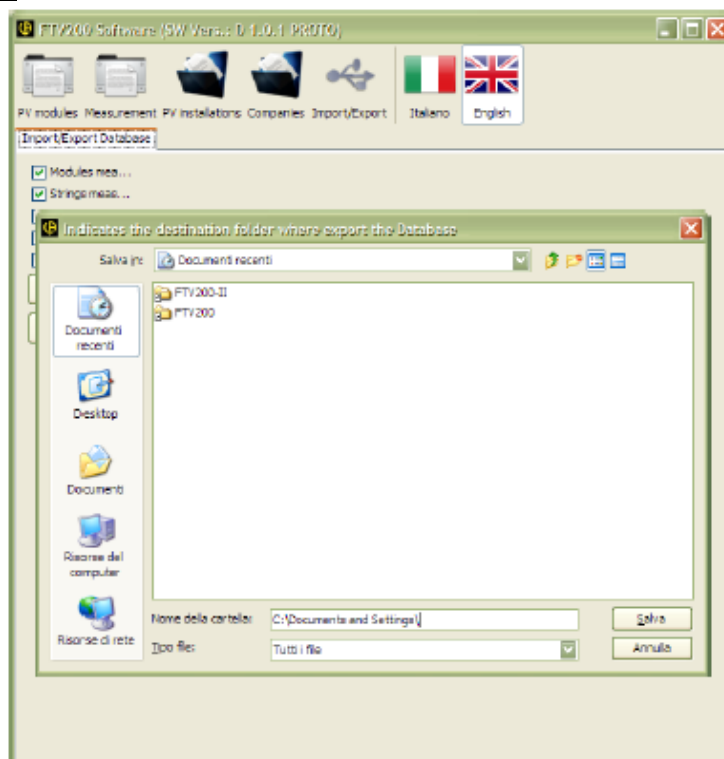 FTV200 Software (SW Vers.: D 1.0.1 PROTO)
PV modules Measurement PV installations Companies Import/Export Italiano English
Import/Export Database
Modules mea...
Strings meas...
Indicates the destination folder where export the Database
Salva in: Documenti recenti
FTV200-II
FTV200
Documenti recenti
Desktop
Documenti
Risorse del computer
Risorse di rete
Nome della cartella: C:\Documents and Settings\ Salva
Tipo file: Tutti i file Annulla